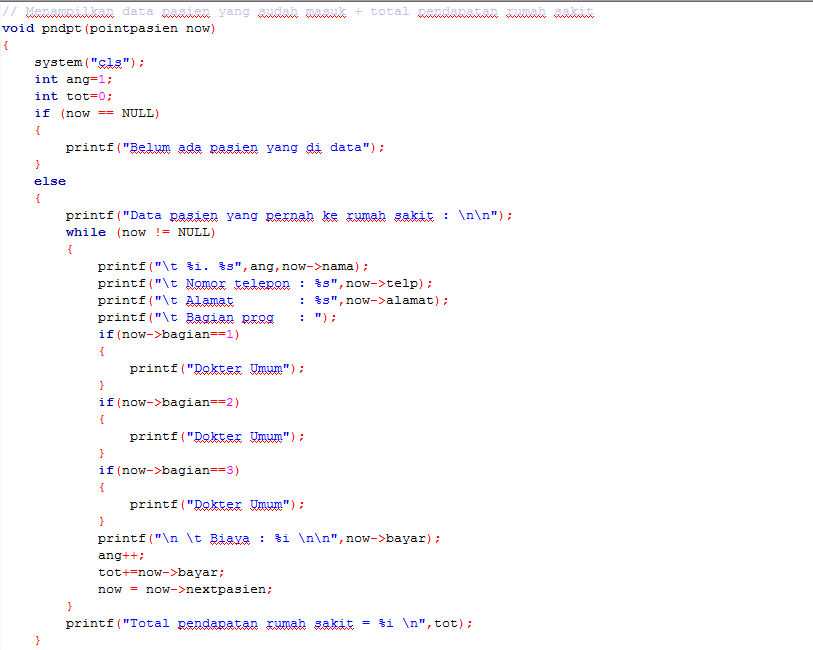 // Menampilkan data pasien yang sudah masuk + total pendapatan rumah sakit
void pndpt(pointpasien now)
{
    system("cls");
    int ang=1;
    int tot=0;
    if (now == NULL)
    {
        printf("Belum ada pasien yang di data");
    }
    else
    {
        printf("Data pasien yang pernah ke rumah sakit : \n\n");
        while (now != NULL)
        {
            printf("\t %i. %s",ang,now->nama);
            printf("\t Nomor telepon : %s",now->telp);
            printf("\t Alamat        : %s",now->alamat);
            printf("\t Bagian prog   : ");
            if(now->bagian==1)
            {
                printf("Dokter Umum");
            }
            if(now->bagian==2)
            {
                printf("Dokter Umum");
            }
            if(now->bagian==3)
            {
                printf("Dokter Umum");
            }
            printf("\n \t Biaya : %i \n\n",now->bayar);
            ang++;
            tot+=now->bayar;
            now = now->nextpasien;
        }
        printf("Total pendapatan rumah sakit = %i \n",tot);
    }